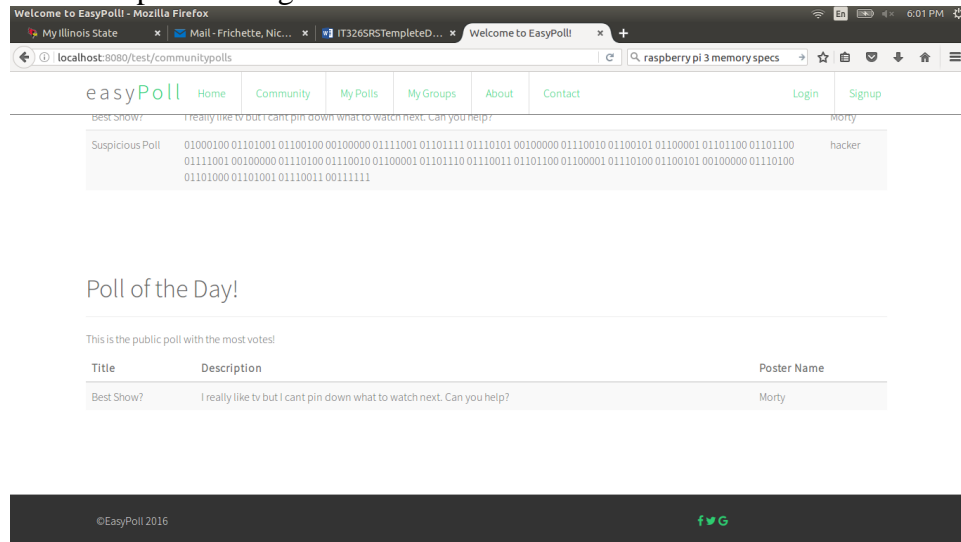 Welcome to EasyPoll! - Mozilla Firefox En 6:01 PM
My Illinois State × Mail - Frichette, Nic... × IT326SRSTempleteD... × Welcome to EasyPoll! × +
localhost:8080/test/communitypolls raspberry pi 3 memory specs
easyPoll Home Community My Polls My Groups About Contact Login Signup
Best Show? I really like tv but I cant pin down what to watch next. Can you help? Morty
Suspicious Poll 01000100 01101001 01100100 00100000 01111001 01101111 01110101 00100000 01110010 01100101 01100001 01101100 01101100 hacker
01111001 00100000 01110100 01110010 01100001 01101110 01110011 01101100 01100001 01110100 01100101 00100000 01110100
01101000 01101001 01110011 00111111
Poll of the Day!
This is the public poll with the most votes!
Title Description Poster Name
Best Show? I really like tv but I cant pin down what to watch next. Can you help? Morty
©EasyPoll 2016